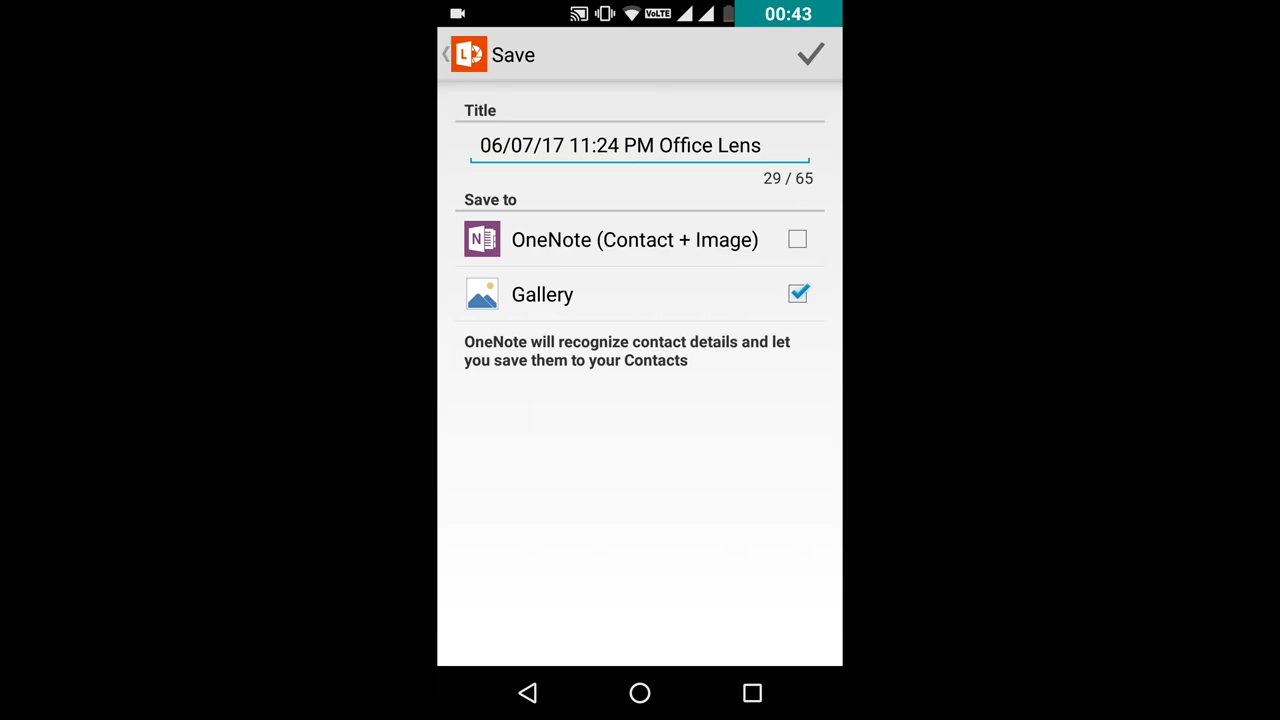 VoLTE 00:43
L Save
Title
06/07/17 11:24 PM Office Lens
29 / 65
Save to
N OneNote (Contact + Image)
Gallery
OneNote will recognize contact details and let
you save them to your Contacts